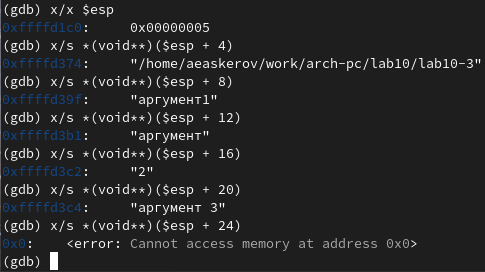 (gdb) x/x $esp
0xffffd1c0:     0x00000005
(gdb) x/s *(void**)($esp + 4)
0xffffd374:     "/home/aeaskerov/work/arch-pc/lab10/lab10-3"
(gdb) x/s *(void**)($esp + 8)
0xffffd39f:     "аргумент1"
(gdb) x/s *(void**)($esp + 12)
0xffffd3b1:     "аргумент"
(gdb) x/s *(void**)($esp + 16)
0xffffd3c2:     "2"
(gdb) x/s *(void**)($esp + 20)
0xffffd3c4:     "аргумент 3"
(gdb) x/s *(void**)($esp + 24)
0x0:    <error: Cannot access memory at address 0x0>
(gdb)